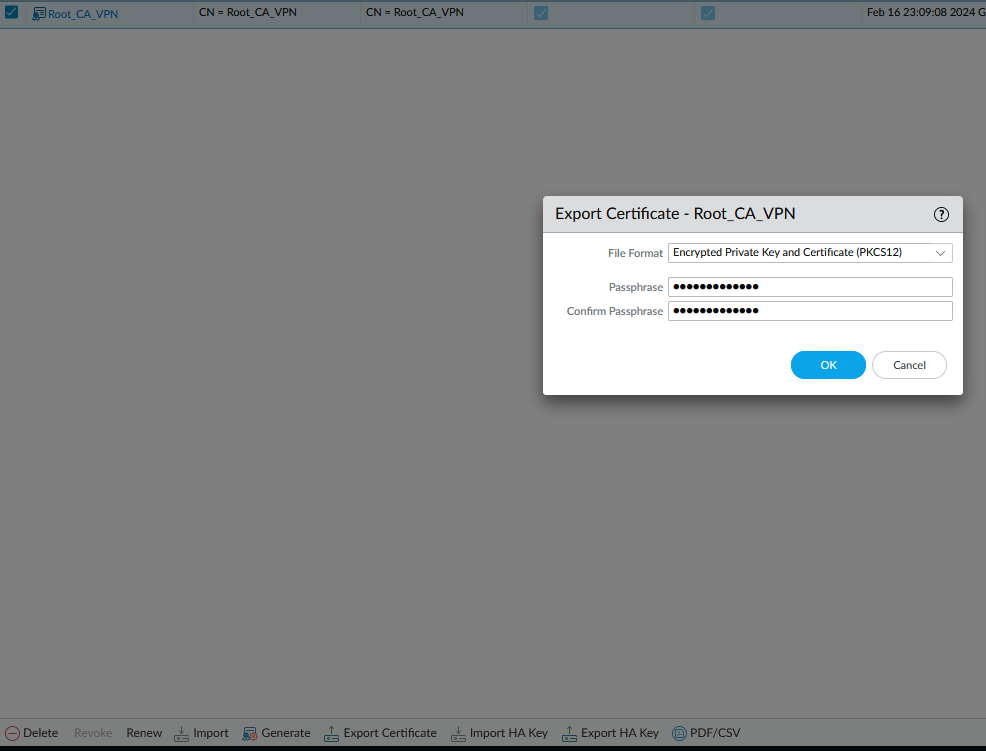 Root_CA_VPN CN = Root_CA_VPN CN = Root_CA_VPN Feb 16 23:09:08 2024 G
Export Certificate - Root_CA_VPN ?
File Format Encrypted Private Key and Certificate (PKCS12)
Passphrase •••••••••••••
Confirm Passphrase •••••••••••••
OK Cancel
Delete Revoke Renew Import Generate Export Certificate Import HA Key Export HA Key PDF/CSV